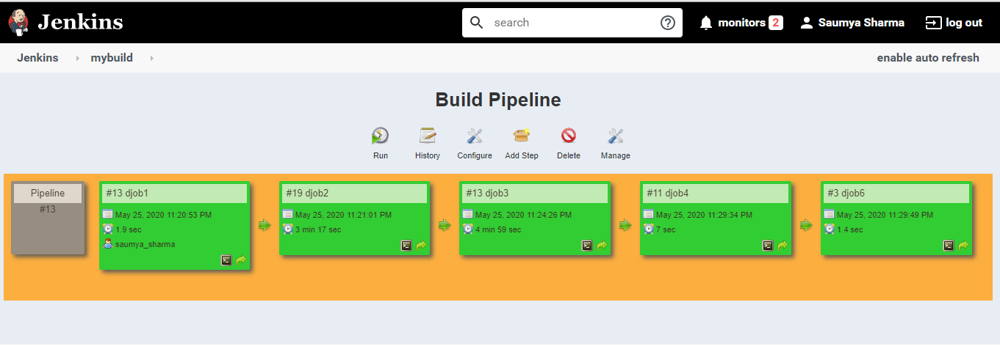 Jenkins
search
monitors 2
Saumya Sharma
log out
Jenkins
mybuild
enable auto refresh
Build Pipeline
Run
History
Configure
Add Step
Delete
Manage
Pipeline
#13
#13 djob1
May 25, 2020 11:20:53 PM
1.9 sec
saumya_sharma
#19 djob2
May 25, 2020 11:21:01 PM
3 min 17 sec
#13 djob3
May 25, 2020 11:24:26 PM
4 min 59 sec
#11 djob4
May 25, 2020 11:29:34 PM
7 sec
#3 djob6
May 25, 2020 11:29:49 PM
1.4 sec